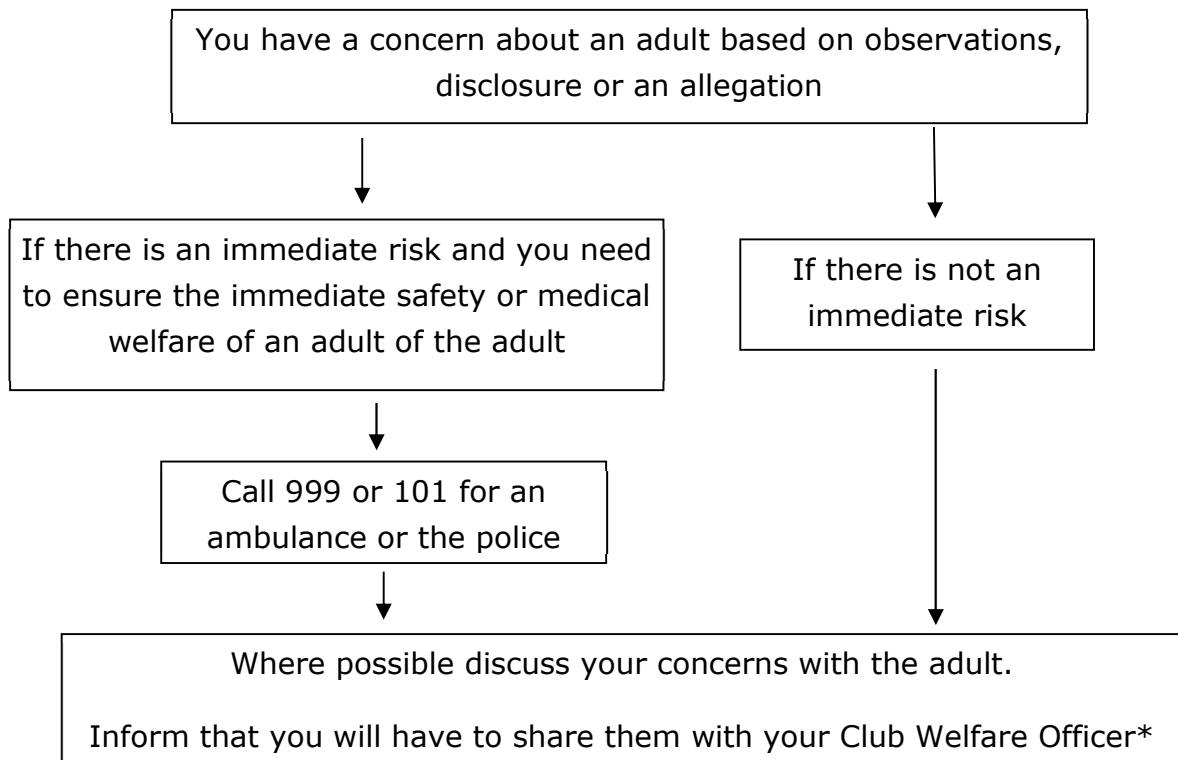 You have a concern about an adult based on observations,
disclosure or an allegation
If there is an immediate risk and you need
to ensure the immediate safety or medical
welfare of an adult of the adult
If there is not an
immediate risk
Call 999 or 101 for an
ambulance or the police
Where possible discuss your concerns with the adult.
Inform that you will have to share them with your Club Welfare Officer*